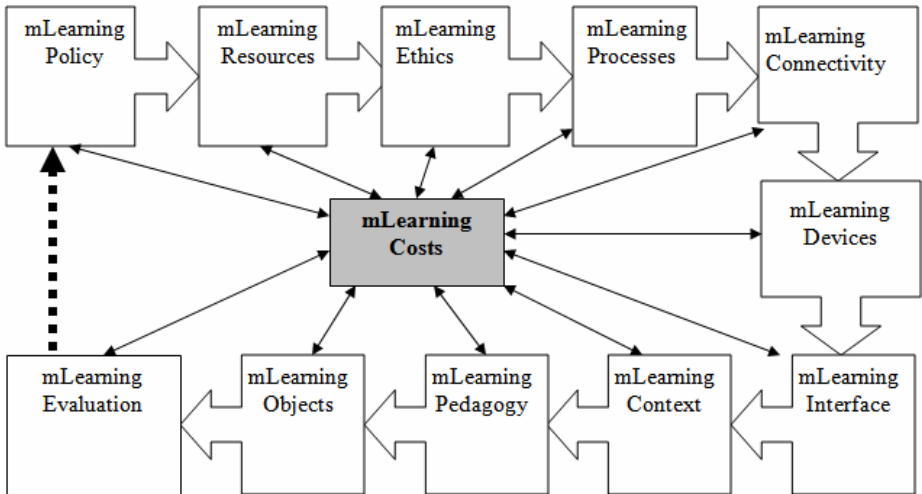 mLearning
Policy
mLearning
Resources
mLearning
Ethics
mLearning
Processes
mLearning
Connectivity
mLearning
Costs
mLearning
Devices
mLearning
Evaluation
mLearning
Objects
mLearning
Pedagogy
mLearning
Context
mLearning
Interface